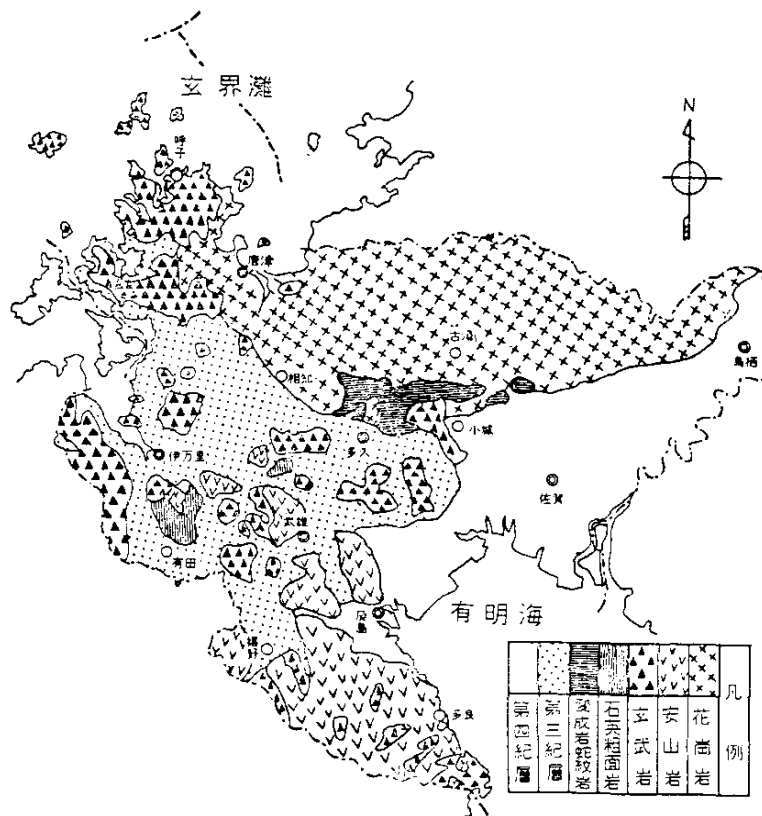 玄界灘
N
呼子
唐津
古湯
鳥栖
相知
小城
伊万里
多久
佐賀
武雄
有田
有明海
鹿島
嬉野
多良
凡例
花崗岩
安山岩
玄武岩
石英粗面岩
変成岩蛇紋岩
第三紀層
第四紀層